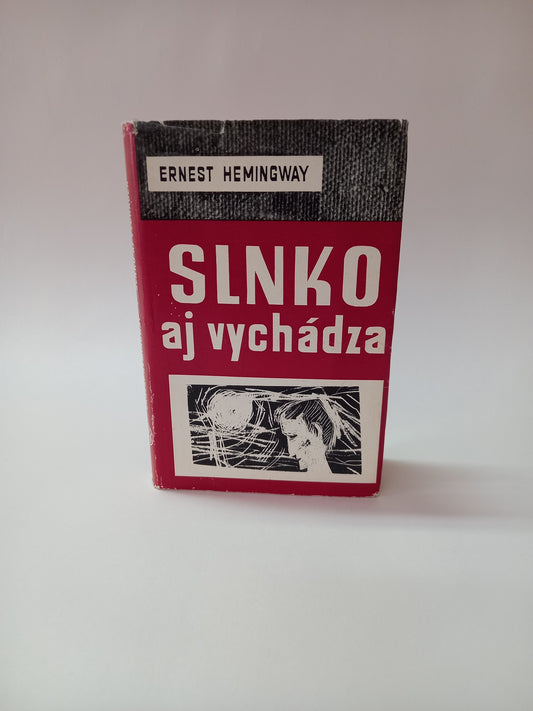 ERNEST HEMINGWAY
SLNKO
aj vychádza